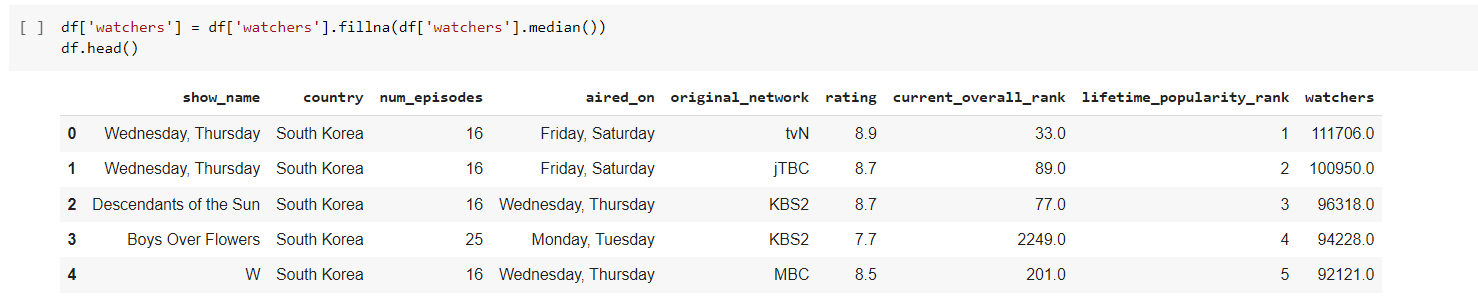 [ ] df['watchers'] = df['watchers'].fillna(df['watchers'].median())
df.head()
show_name country num_episodes aired_on original_network rating current_overall_rank lifetime_popularity_rank watchers
0 Wednesday, Thursday South Korea 16 Friday, Saturday tvN 8.9 33.0 1 111706.0
1 Wednesday, Thursday South Korea 16 Friday, Saturday jTBC 8.7 89.0 2 100950.0
2 Descendants of the Sun South Korea 16 Wednesday, Thursday KBS2 8.7 77.0 3 96318.0
3 Boys Over Flowers South Korea 25 Monday, Tuesday KBS2 7.7 2249.0 4 94228.0
4 W South Korea 16 Wednesday, Thursday MBC 8.5 201.0 5 92121.0